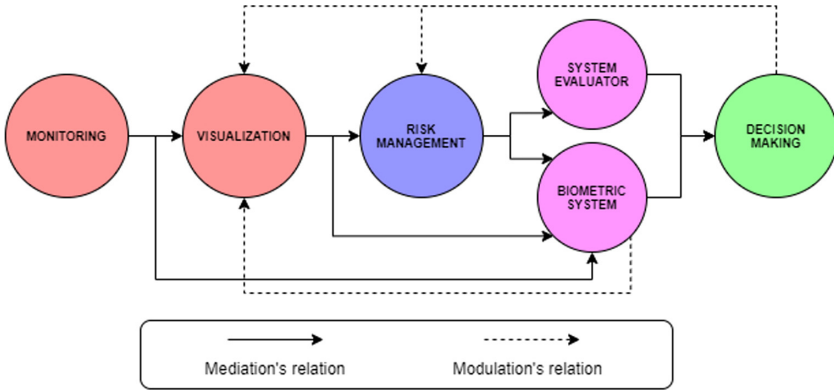 MONITORING
VISUALIZATION
RISK
MANAGEMENT
SYSTEM
EVALUATOR
BIOMETRIC
SYSTEM
DECISION
MAKING
Mediation's relation
Modulation's relation